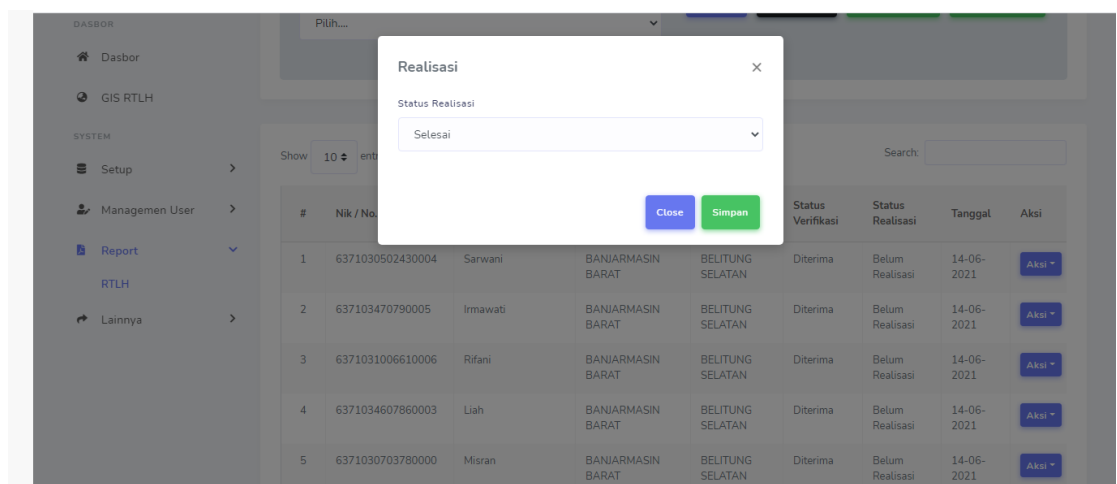 DASBOR
Dasbor
GIS RTLH
SYSTEM
Setup
Managemen User
Report
RTLH
Lainnya
Pilih....
Realisasi ×
Status Realisasi
Selesai
Close Simpan
Show 10 entr
Search:
# Nik / No. Status Verifikasi Status Realisasi Tanggal Aksi
1 6371030502430004 Sarwani BANJARMASIN BARAT BELITUNG SELATAN Diterima Belum Realisasi 14-06-2021 Aksi
2 637103470790005 Irmawati BANJARMASIN BARAT BELITUNG SELATAN Diterima Belum Realisasi 14-06-2021 Aksi
3 6371031006610006 Rifani BANJARMASIN BARAT BELITUNG SELATAN Diterima Belum Realisasi 14-06-2021 Aksi
4 6371034607860003 Liah BANJARMASIN BARAT BELITUNG SELATAN Diterima Belum Realisasi 14-06-2021 Aksi
5 6371030703780000 Misran BANJARMASIN BARAT BELITUNG SELATAN Diterima Belum Realisasi 14-06-2021 Aksi